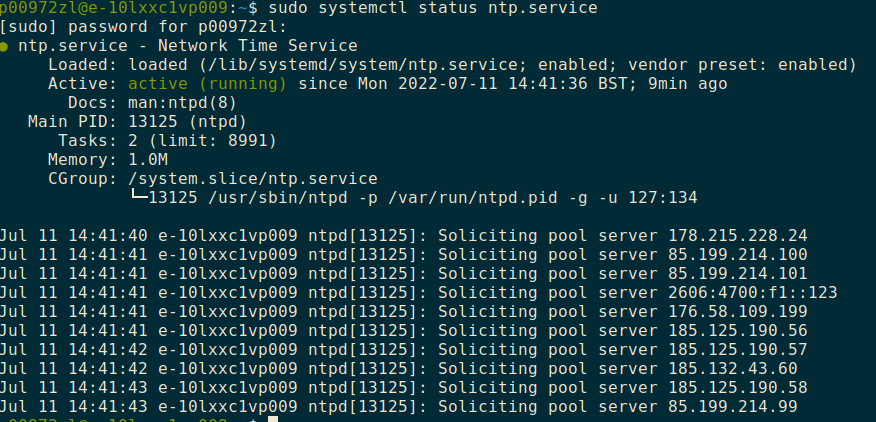 p00972zl@e-10lxxc1vp009:~$ sudo systemctl status ntp.service
[sudo] password for p00972zl:
● ntp.service - Network Time Service
     Loaded: loaded (/lib/systemd/system/ntp.service; enabled; vendor preset: enabled)
     Active: active (running) since Mon 2022-07-11 14:41:36 BST; 9min ago
       Docs: man:ntpd(8)
   Main PID: 13125 (ntpd)
      Tasks: 2 (limit: 8991)
     Memory: 1.0M
     CGroup: /system.slice/ntp.service
             └─13125 /usr/sbin/ntpd -p /var/run/ntpd.pid -g -u 127:134

Jul 11 14:41:40 e-10lxxc1vp009 ntpd[13125]: Soliciting pool server 178.215.228.24
Jul 11 14:41:41 e-10lxxc1vp009 ntpd[13125]: Soliciting pool server 85.199.214.100
Jul 11 14:41:41 e-10lxxc1vp009 ntpd[13125]: Soliciting pool server 85.199.214.101
Jul 11 14:41:41 e-10lxxc1vp009 ntpd[13125]: Soliciting pool server 2606:4700:f1::123
Jul 11 14:41:41 e-10lxxc1vp009 ntpd[13125]: Soliciting pool server 176.58.109.199
Jul 11 14:41:41 e-10lxxc1vp009 ntpd[13125]: Soliciting pool server 185.125.190.56
Jul 11 14:41:42 e-10lxxc1vp009 ntpd[13125]: Soliciting pool server 185.125.190.57
Jul 11 14:41:42 e-10lxxc1vp009 ntpd[13125]: Soliciting pool server 185.132.43.60
Jul 11 14:41:43 e-10lxxc1vp009 ntpd[13125]: Soliciting pool server 185.125.190.58
Jul 11 14:41:43 e-10lxxc1vp009 ntpd[13125]: Soliciting pool server 85.199.214.99